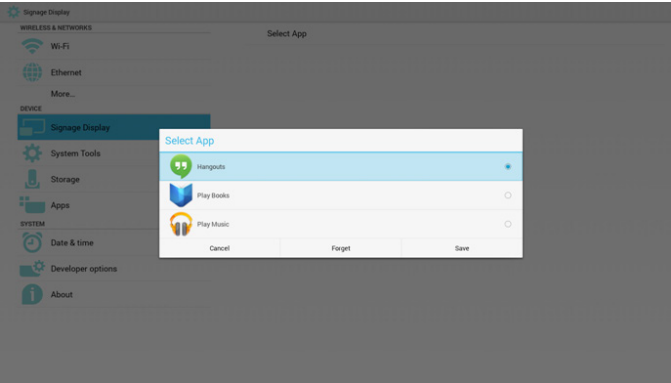 Signage Display
WIRELESS & NETWORKS
Wi-Fi
Ethernet
More...
DEVICE
Signage Display
System Tools
Storage
Apps
SYSTEM
Date & time
Developer options
About
Select App
Select App
Hangouts
Play Books
Play Music
Cancel
Forget
Save